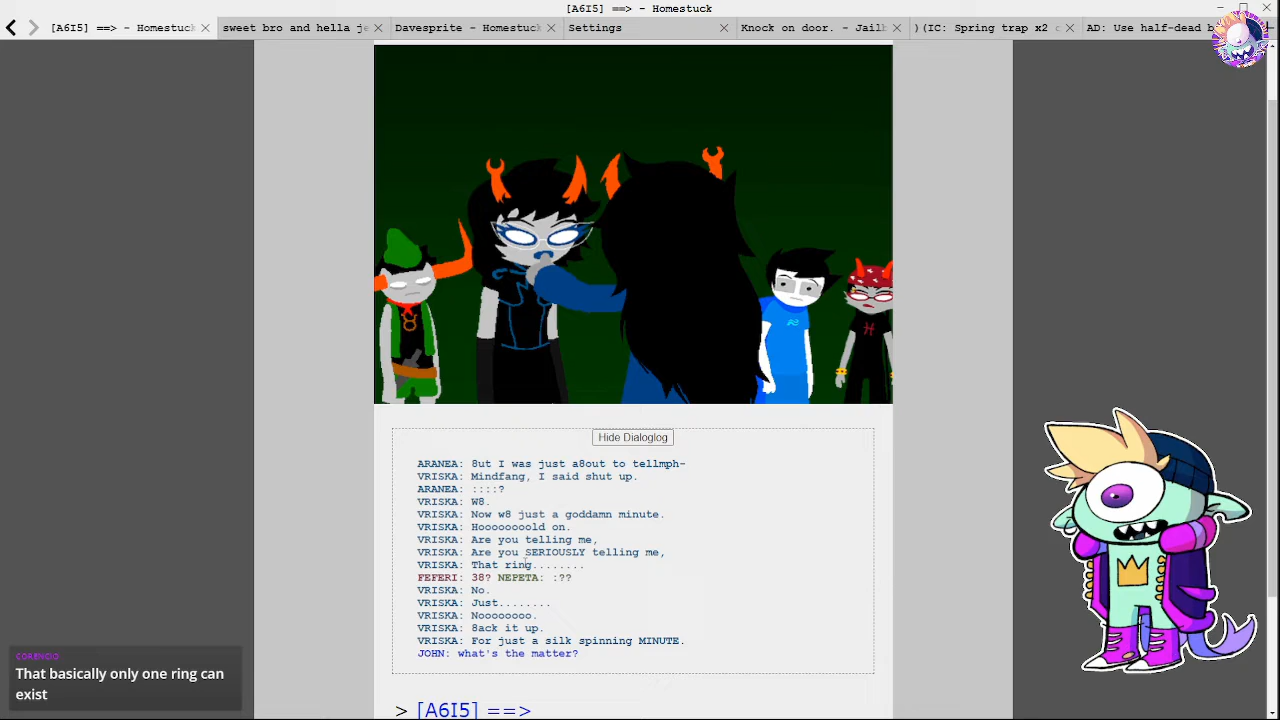 [A6I5] ==> - Homestuck
[A6I5] ==> - Homestuck
sweet bro and hella je
Davesprite - Homestuck
Settings
Knock on door. - Jailb
)(IC: Spring trap x2 c
AD: Use half-dead b
Hide Dialoglog
ARANEA: 8ut I was just a8out to tellmph-
VRISKA: Mindfang, I said shut up.
ARANEA: ::::?
VRISKA: W8.
VRISKA: Now w8 just a goddamn minute.
VRISKA: Hoooooooold on.
VRISKA: Are you telling me,
VRISKA: Are you SERIOUSLY telling me,
VRISKA: That ring........
FEFERI: 38? NEPETA: :??
VRISKA: No.
VRISKA: Just........
VRISKA: Noooooooo.
VRISKA: 8ack it up.
VRISKA: For just a silk spinning MINUTE.
JOHN: what's the matter?
> [A6I5] ==>
That basically only one ring can
exist